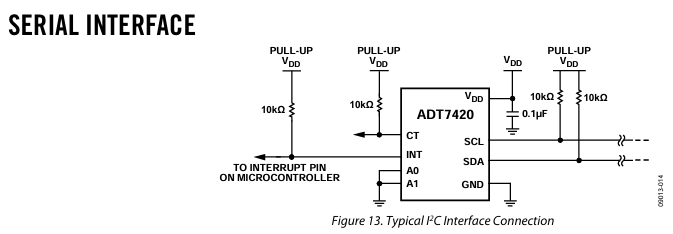 SERIAL INTERFACE
PULL-UP
VDD
PULL-UP
VDD
VDD
PULL-UP
VDD
10kΩ
10kΩ
VDD
ADT7420
10kΩ
10kΩ
0.1µF
CT
SCL
INT
SDA
TO INTERRUPT PIN
ON MICROCONTROLLER
A0
A1
GND
09013-014
Figure 13. Typical I²C Interface Connection